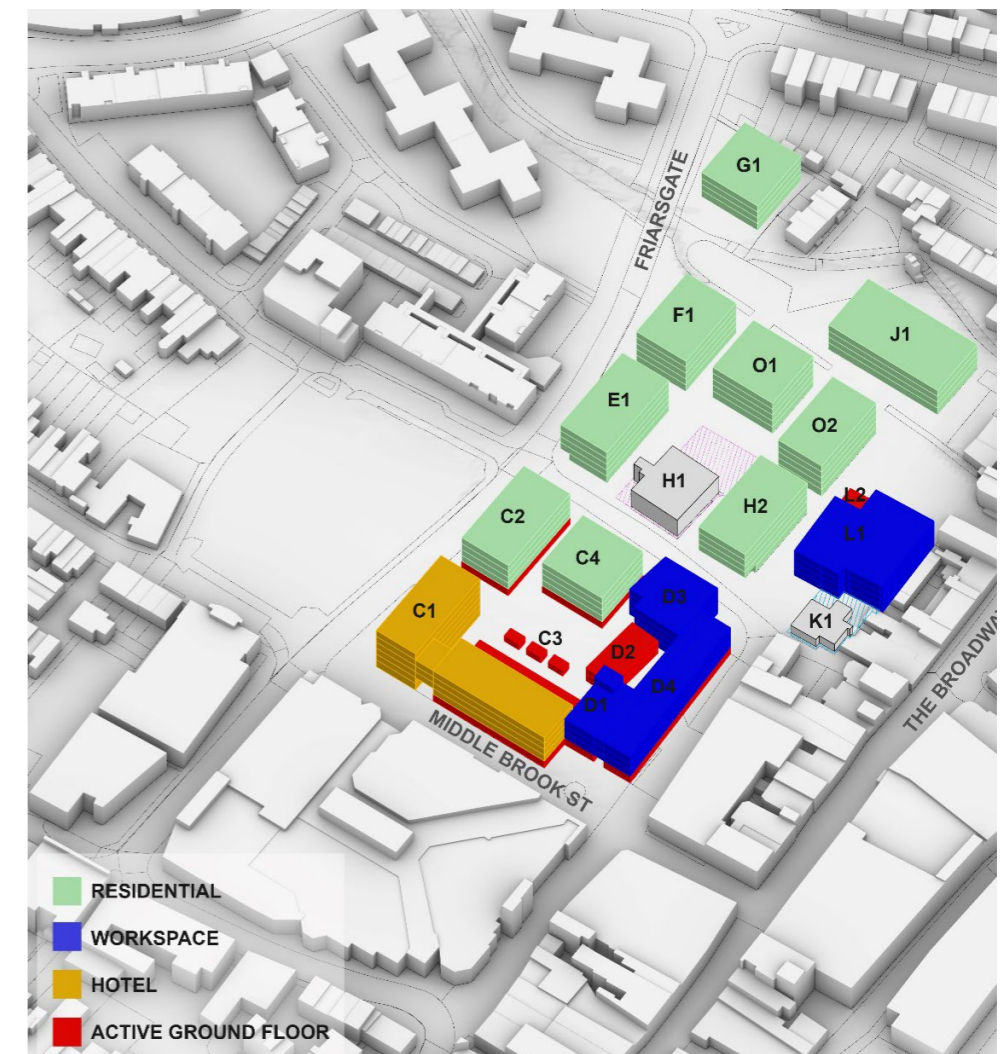 G1
FRIARSGATE
F1
J1
O1
E1
O2
H1
L2
C2
H2
L1
C4
D3
C1
K1
C3
D2
D4
D1
THE BROADWA
MIDDLE BROOK ST
RESIDENTIAL
WORKSPACE
HOTEL
ACTIVE GROUND FLOOR